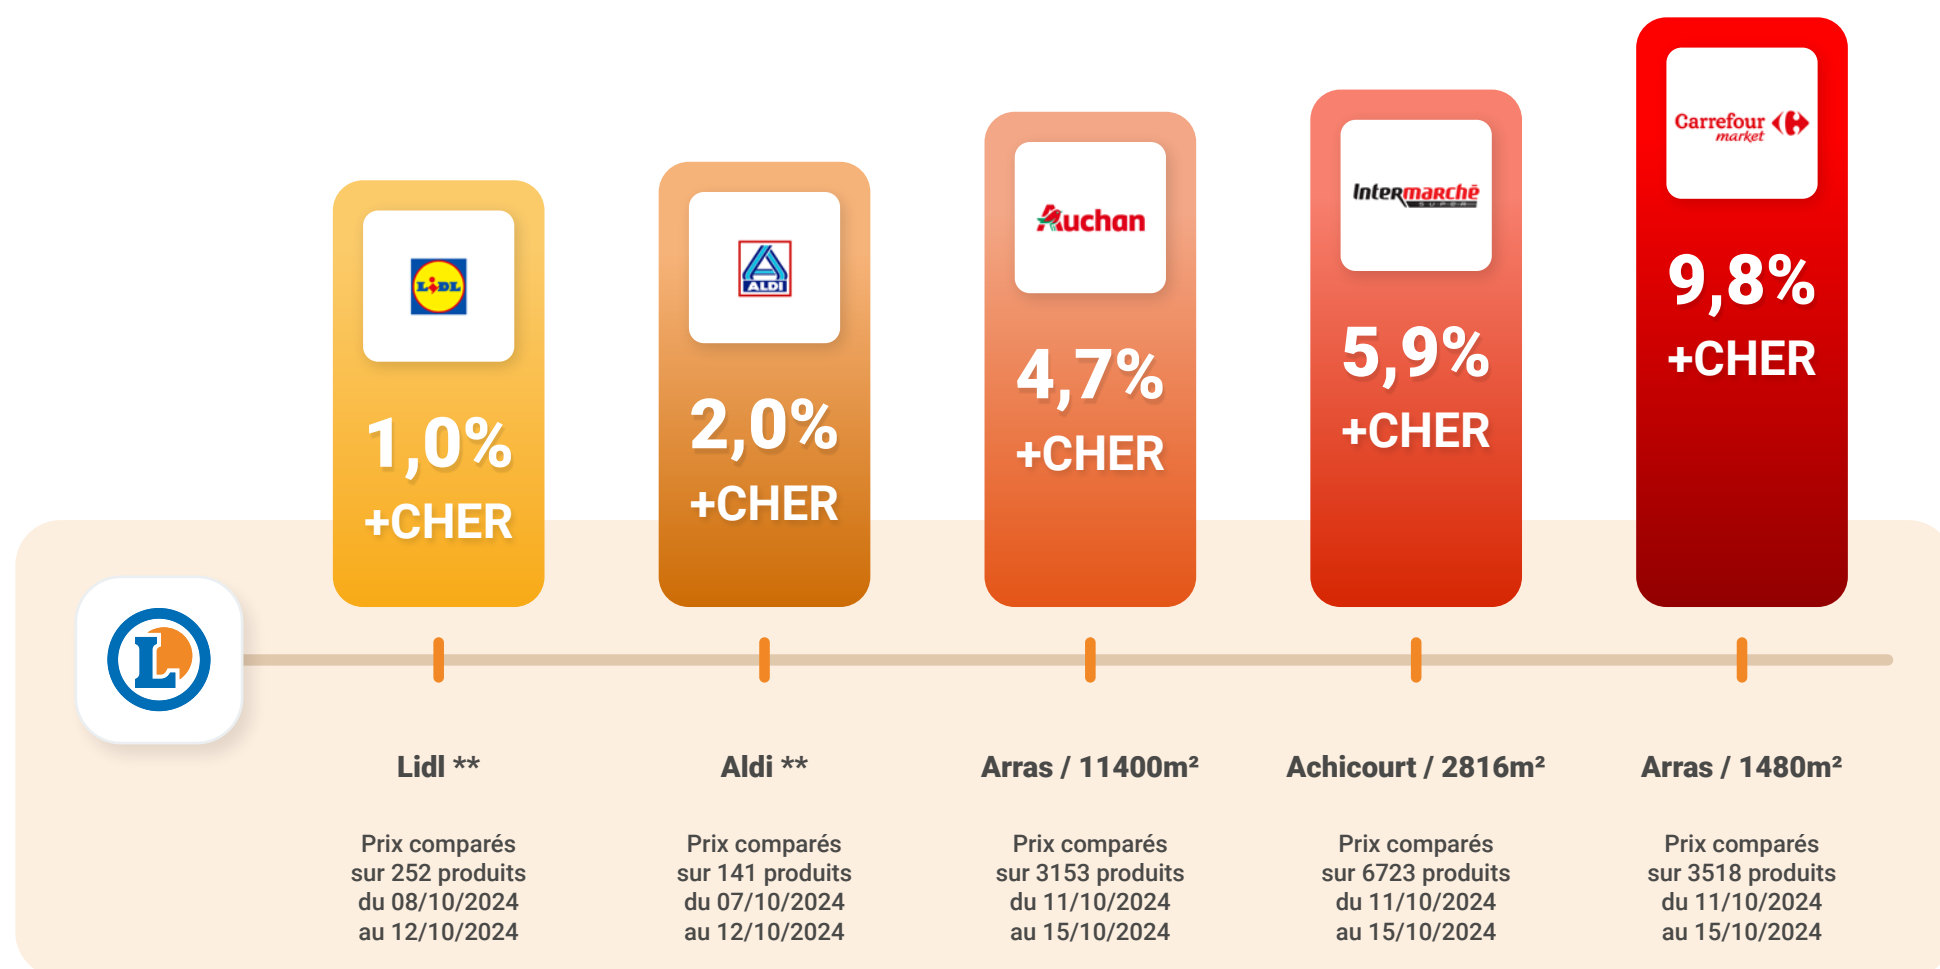 LIDL
1,0%
+CHER
ALDI
2,0%
+CHER
Auchan
4,7%
+CHER
Intermarché
SUPER
5,9%
+CHER
Carrefour
market
9,8%
+CHER
L
Lidl **
Prix comparés
sur 252 produits
du 08/10/2024
au 12/10/2024
Aldi **
Prix comparés
sur 141 produits
du 07/10/2024
au 12/10/2024
Arras / 11400m²
Prix comparés
sur 3153 produits
du 11/10/2024
au 15/10/2024
Achicourt / 2816m²
Prix comparés
sur 6723 produits
du 11/10/2024
au 15/10/2024
Arras / 1480m²
Prix comparés
sur 3518 produits
du 11/10/2024
au 15/10/2024